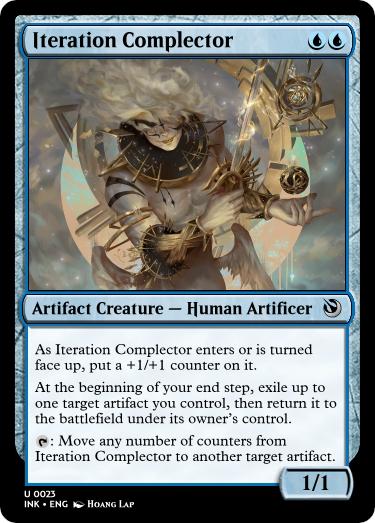 Iteration Complector
Artifact Creature — Human Artificer
As Iteration Complector enters or is turned
face up, put a +1/+1 counter on it.
At the beginning of your end step, exile up to
one target artifact you control, then return it to
the battlefield under its owner's control.
: Move any number of counters from
Iteration Complector to another target artifact.
1/1
U 0023
INK • ENG Hoang Lap